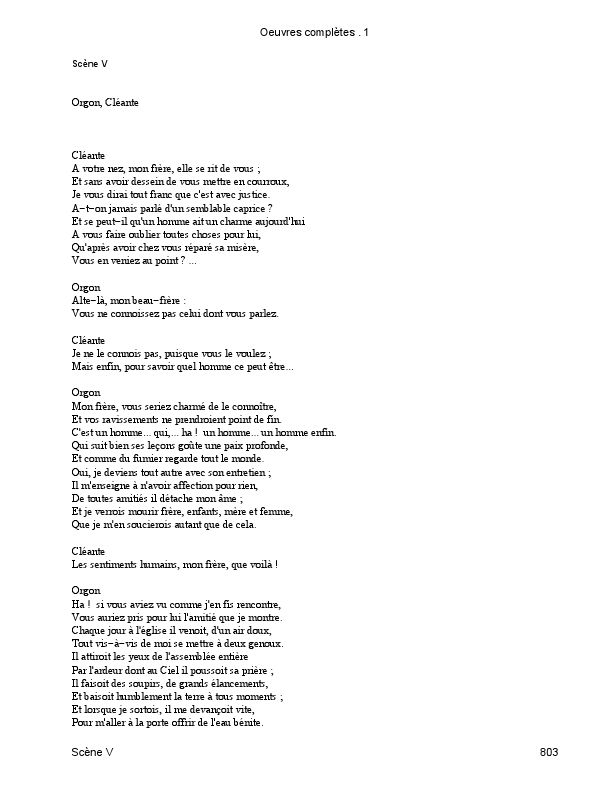 Oeuvres complètes . 1
Scène V
Orgon, Cléante
Cléante
A votre nez, mon frère, elle se rit de vous ;
Et sans avoir dessein de vous mettre en courroux,
Je vous dirai tout franc que c'est avec justice.
A−t−on jamais parlé d'un semblable caprice ?
Et se peut−il qu'un homme ait un charme aujourd'hui
A vous faire oublier toutes choses pour lui,
Qu'après avoir chez vous réparé sa misère,
Vous en veniez au point ? ...
Orgon
Alte−là, mon beau−frère :
Vous ne connoissez pas celui dont vous parlez.
Cléante
Je ne le connois pas, puisque vous le voulez ;
Mais enfin, pour savoir quel homme ce peut être...
Orgon
Mon frère, vous seriez charmé de le connoître,
Et vos ravissements ne prendroient point de fin.
C'est un homme... qui,... ha ! un homme... un homme enfin.
Qui suit bien ses leçons goûte une paix profonde,
Et comme du fumier regarde tout le monde.
Oui, je deviens tout autre avec son entretien ;
Il m'enseigne à n'avoir affection pour rien,
De toutes amitiés il détache mon âme ;
Et je verrois mourir frère, enfants, mère et femme,
Que je m'en soucierois autant que de cela.
Cléante
Les sentiments humains, mon frère, que voilà !
Orgon
Ha ! si vous aviez vu comme j'en fis rencontre,
Vous auriez pris pour lui l'amitié que je montre.
Chaque jour à l'église il venoit, d'un air doux,
Tout vis−à−vis de moi se mettre à deux genoux.
Il attiroit les yeux de l'assemblée entière
Par l'ardeur dont au Ciel il poussoit sa prière ;
Il faisoit des soupirs, de grands élancements,
Et baisoit humblement la terre à tous moments ;
Et lorsque je sortois, il me devançoit vite,
Pour m'aller à la porte offrir de l'eau bénite.
Scène V 803